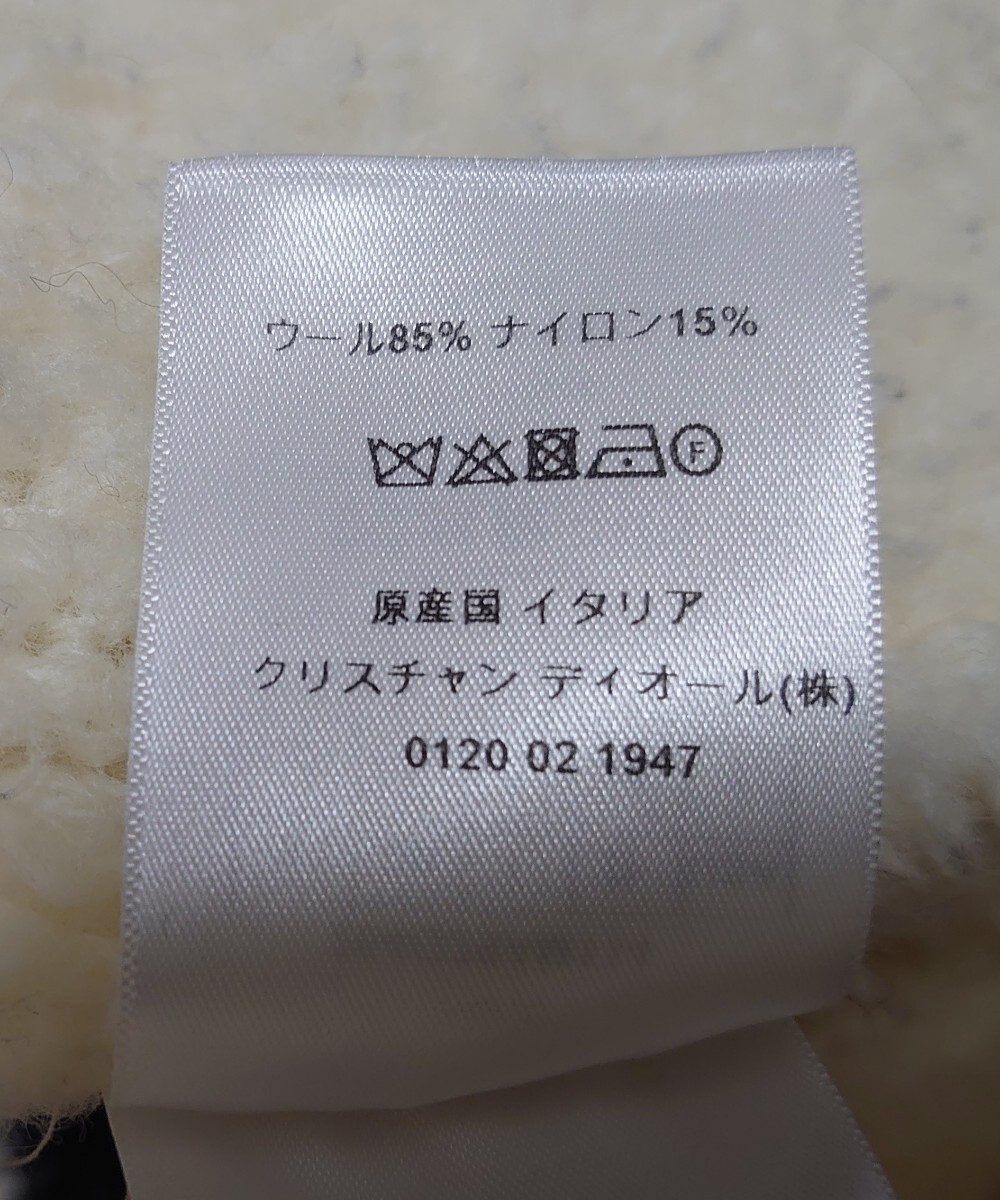 ウール85% ナイロン15%
F
原産国 イタリア
クリスチャン ディオール(株)
0120 02 1947